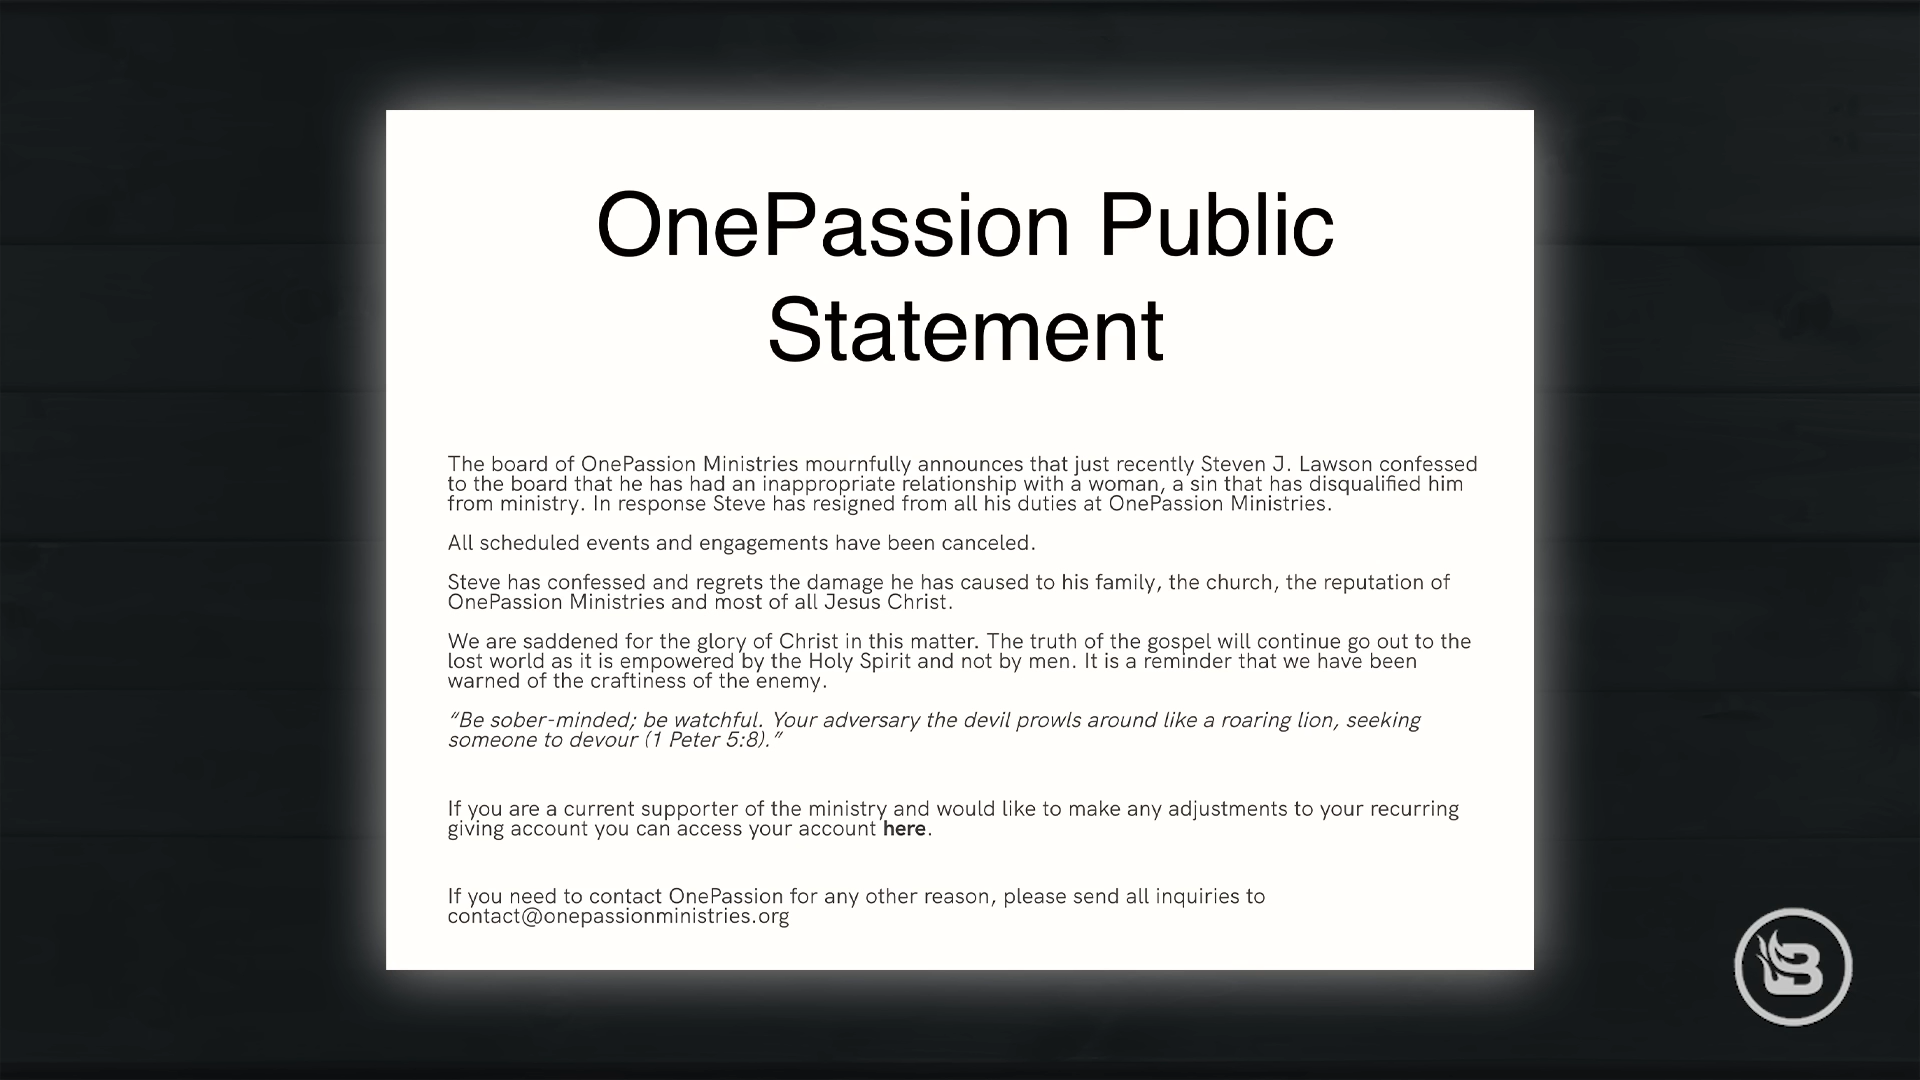 OnePassion Public
Statement
The board of OnePassion Ministries mournfully announces that just recently Steven J. Lawson confessed
to the board that he has had an inappropriate relationship with a woman, a sin that has disqualified him
from ministry. In response Steve has resigned from all his duties at OnePassion Ministries.
All scheduled events and engagements have been canceled.
Steve has confessed and regrets the damage he has caused to his family, the church, the reputation of
OnePassion Ministries and most of all Jesus Christ.
We are saddened for the glory of Christ in this matter. The truth of the gospel will continue go out to the
lost world as it is empowered by the Holy Spirit and not by men. It is a reminder that we have been
warned of the craftiness of the enemy.
“Be sober-minded; be watchful. Your adversary the devil prowls around like a roaring lion, seeking
someone to devour (1 Peter 5:8).”
If you are a current supporter of the ministry and would like to make any adjustments to your recurring
giving account you can access your account here.
If you need to contact OnePassion for any other reason, please send all inquiries to
contact@onepassionministries.org
B